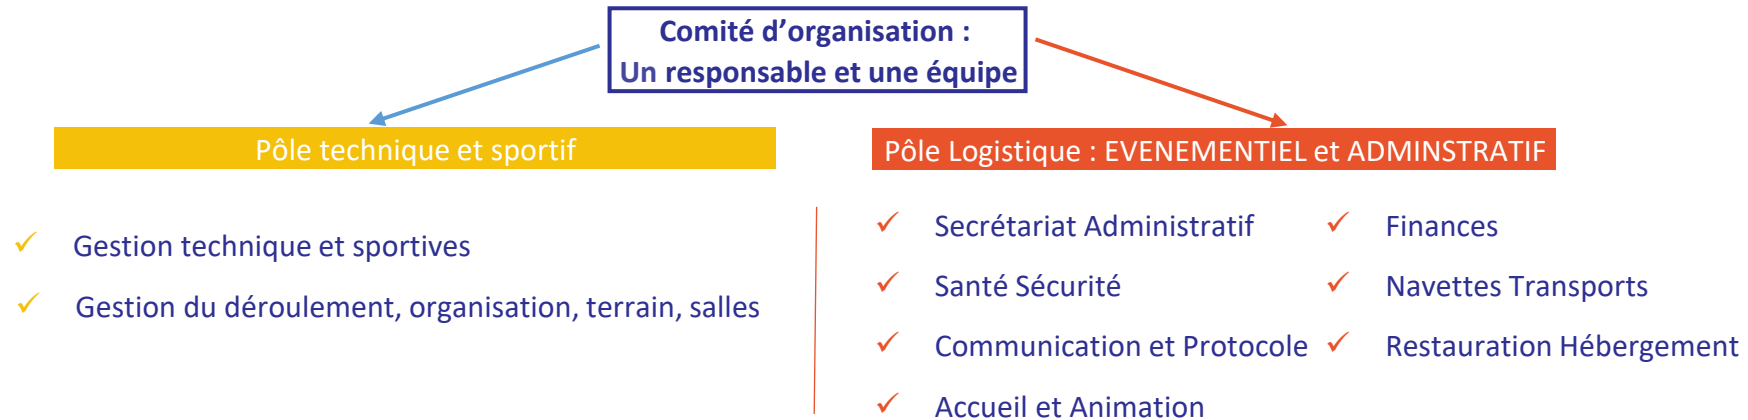 Comité d’organisation :
Un responsable et une équipe
Pôle technique et sportif
Gestion technique et sportives
Gestion du déroulement, organisation, terrain, salles
Pôle Logistique : EVENEMENTIEL et ADMINSTRATIF
Secrétariat Administratif
Santé Sécurité
Communication et Protocole
Accueil et Animation
Finances
Navettes Transports
Restauration Hébergement